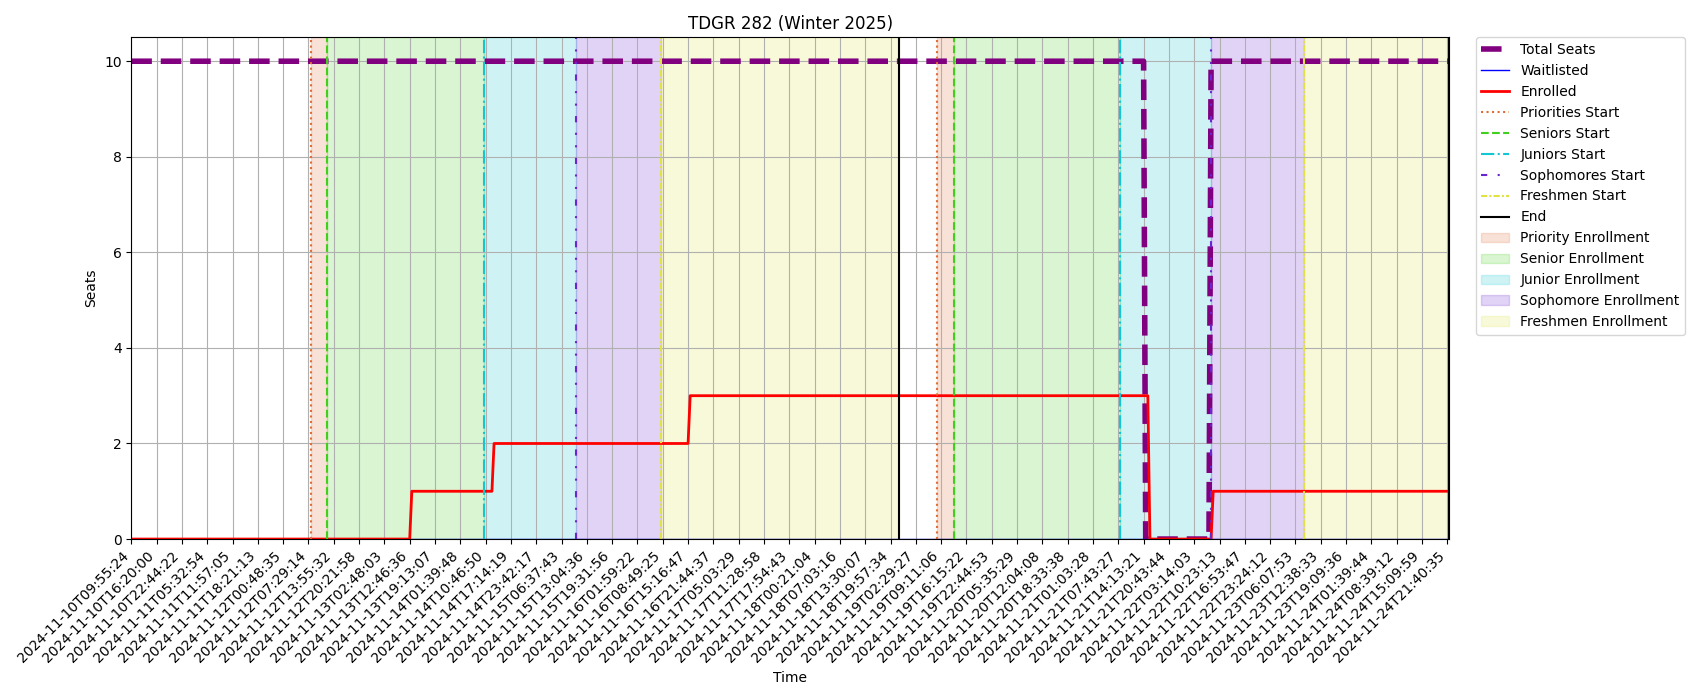 TDGR 282 (Winter 2025)
Total Seats
Waitlisted
Enrolled
Priorities Start
Seniors Start
Juniors Start
Sophomores Start
Freshmen Start
End
Priority Enrollment
Senior Enrollment
Junior Enrollment
Sophomore Enrollment
Freshmen Enrollment
Seats
10
8
6
4
2
0
2024-11-10T09:55:24
2024-11-10T16:20:00
2024-11-10T22:44:22
2024-11-11T05:32:54
2024-11-11T11:57:05
2024-11-11T18:21:13
2024-11-12T00:48:35
2024-11-12T07:29:14
2024-11-12T13:55:32
2024-11-12T20:21:58
2024-11-13T02:48:03
2024-11-13T12:46:36
2024-11-13T19:13:07
2024-11-14T01:39:48
2024-11-14T10:46:50
2024-11-14T17:14:19
2024-11-14T23:42:17
2024-11-15T06:37:43
2024-11-15T13:04:36
2024-11-15T19:31:56
2024-11-16T01:59:22
2024-11-16T08:49:25
2024-11-16T15:16:47
2024-11-16T21:44:37
2024-11-17T05:03:29
2024-11-17T11:28:58
2024-11-17T17:54:43
2024-11-18T00:21:04
2024-11-18T07:03:16
2024-11-18T13:30:07
2024-11-18T19:57:34
2024-11-19T02:29:27
2024-11-19T09:11:06
2024-11-19T16:15:22
2024-11-19T22:44:53
2024-11-20T05:35:29
2024-11-20T12:04:08
2024-11-20T18:33:38
2024-11-21T01:03:28
2024-11-21T07:43:27
2024-11-21T14:13:21
2024-11-21T20:43:44
2024-11-22T03:14:03
2024-11-22T10:23:13
2024-11-22T16:53:47
2024-11-22T23:24:12
2024-11-23T06:07:53
2024-11-23T12:38:33
2024-11-23T19:09:36
2024-11-24T01:39:44
2024-11-24T08:39:12
2024-11-24T15:09:59
2024-11-24T21:40:35
Time